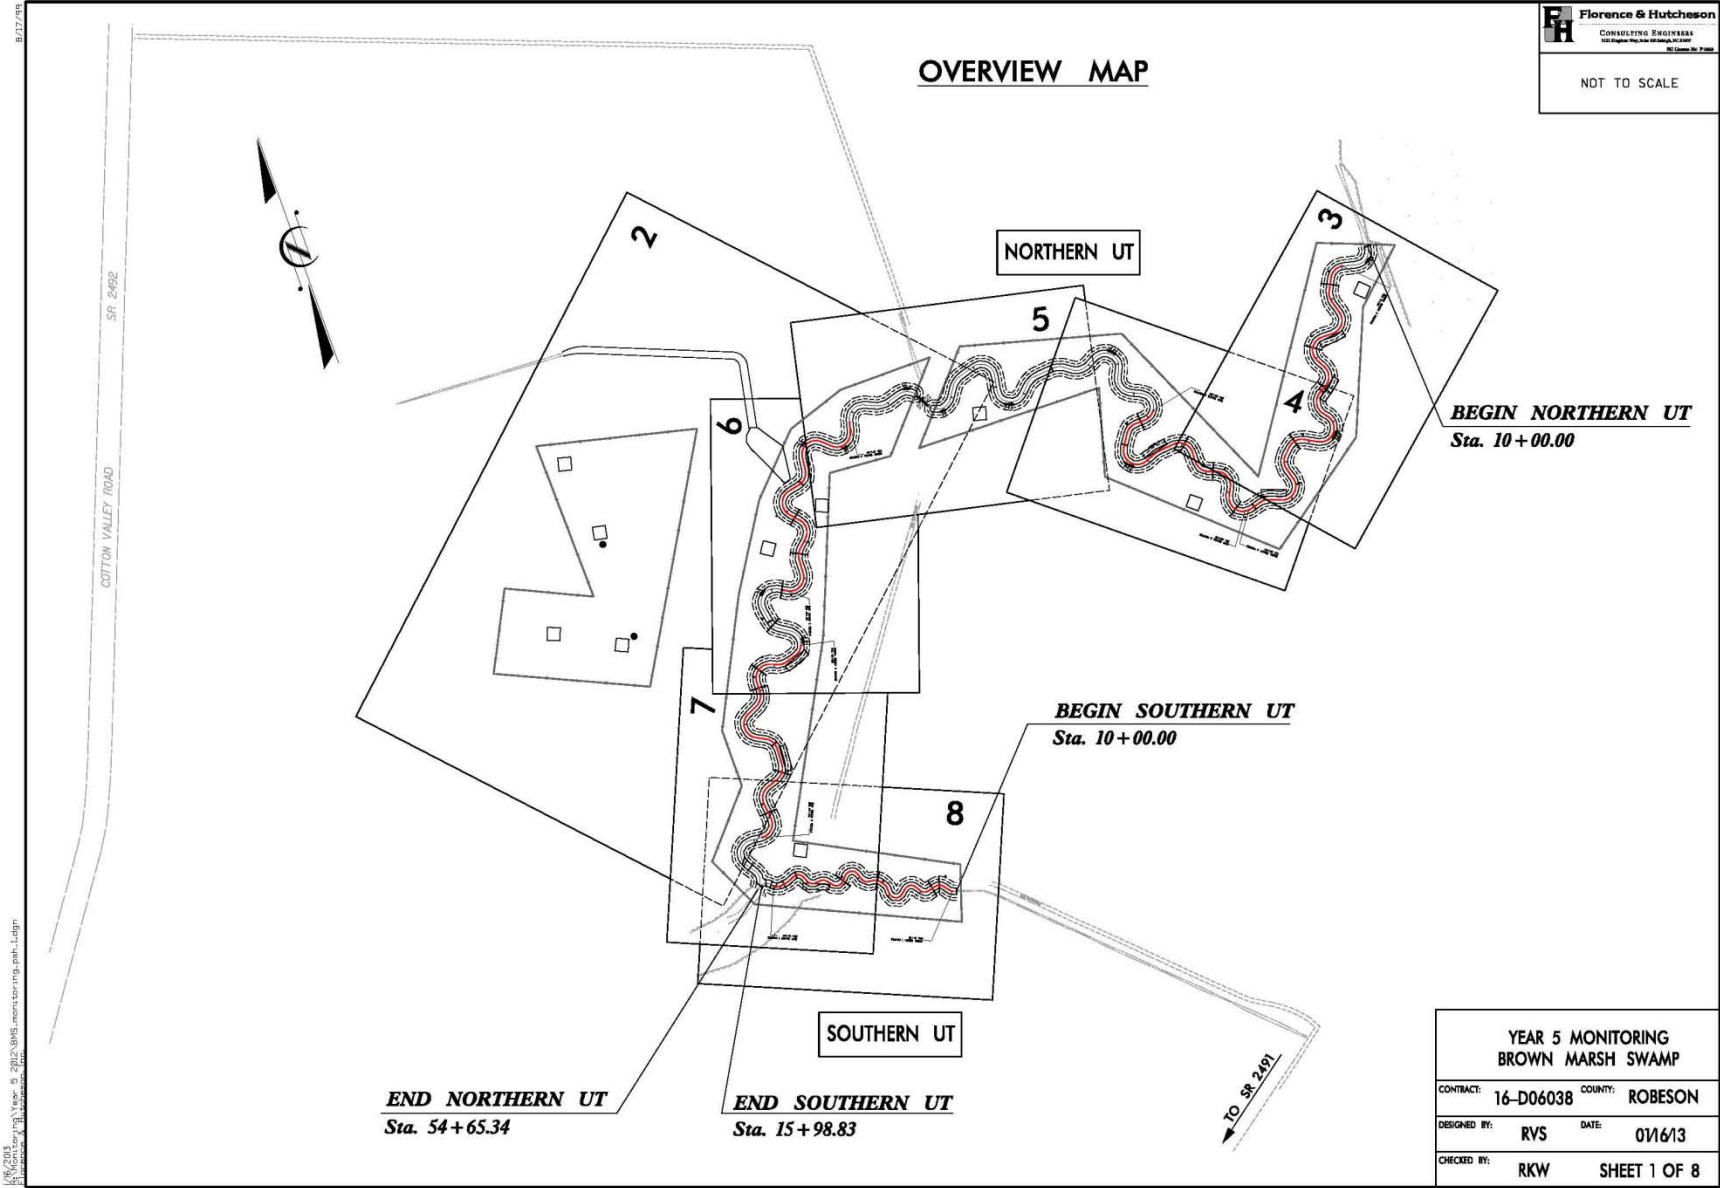 8/17/99
Florence & Hutcheson
CONSULTING ENGINEERS
NOT TO SCALE
OVERVIEW MAP
SR 2492
COTTON VALLEY ROAD
NORTHERN UT
2
3
5
4
6
7
8
BEGIN NORTHERN UT
Sta. 10+00.00
BEGIN SOUTHERN UT
Sta. 10+00.00
SOUTHERN UT
END NORTHERN UT
Sta. 54+65.34
END SOUTHERN UT
Sta. 15+98.83
TO SR 2491
YEAR 5 MONITORING
BROWN MARSH SWAMP
CONTRACT: 16-D06038 COUNTY: ROBESON
DESIGNED BY: RVS DATE: 01/16/13
CHECKED BY: RKW SHEET 1 OF 8